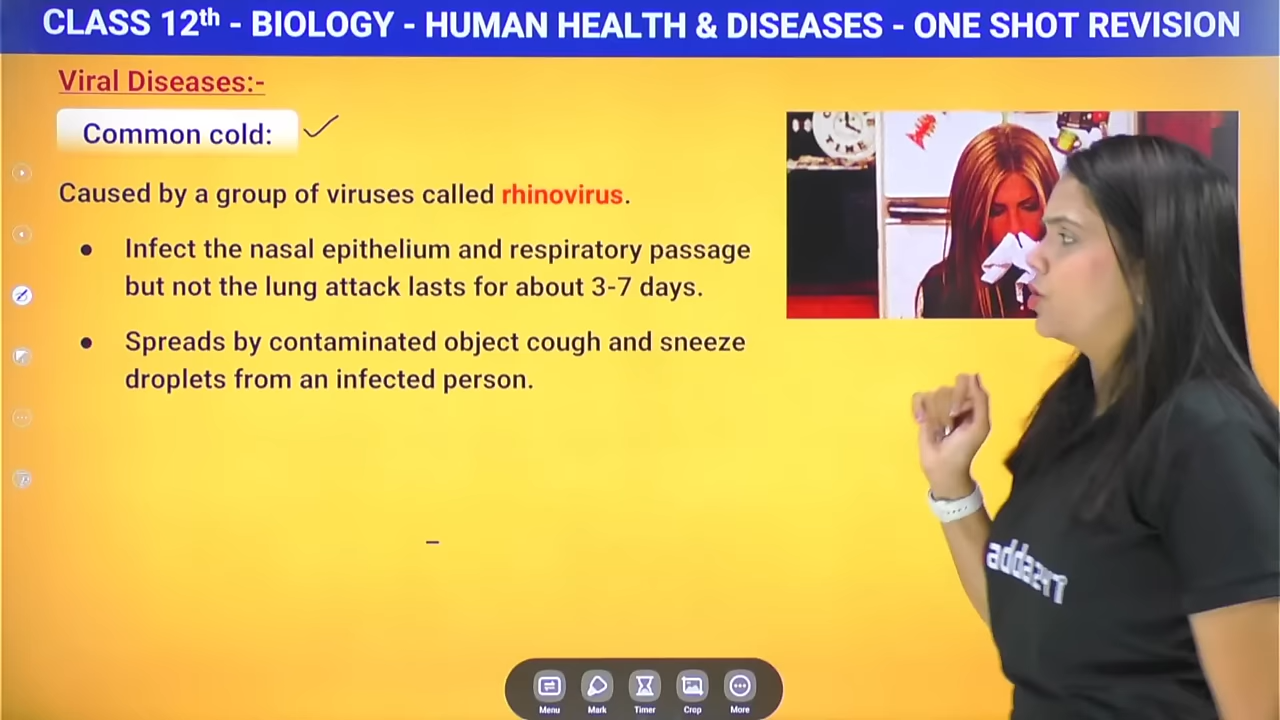 CLASS 12th - BIOLOGY - HUMAN HEALTH & DISEASES - ONE SHOT REVISION
Viral Diseases:-
Common cold:
Caused by a group of viruses called rhinovirus.
● Infect the nasal epithelium and respiratory passage
but not the lung attack lasts for about 3-7 days.
● Spreads by contaminated object cough and sneeze
droplets from an infected person.
TIME
Menu Mark Timer Crop More